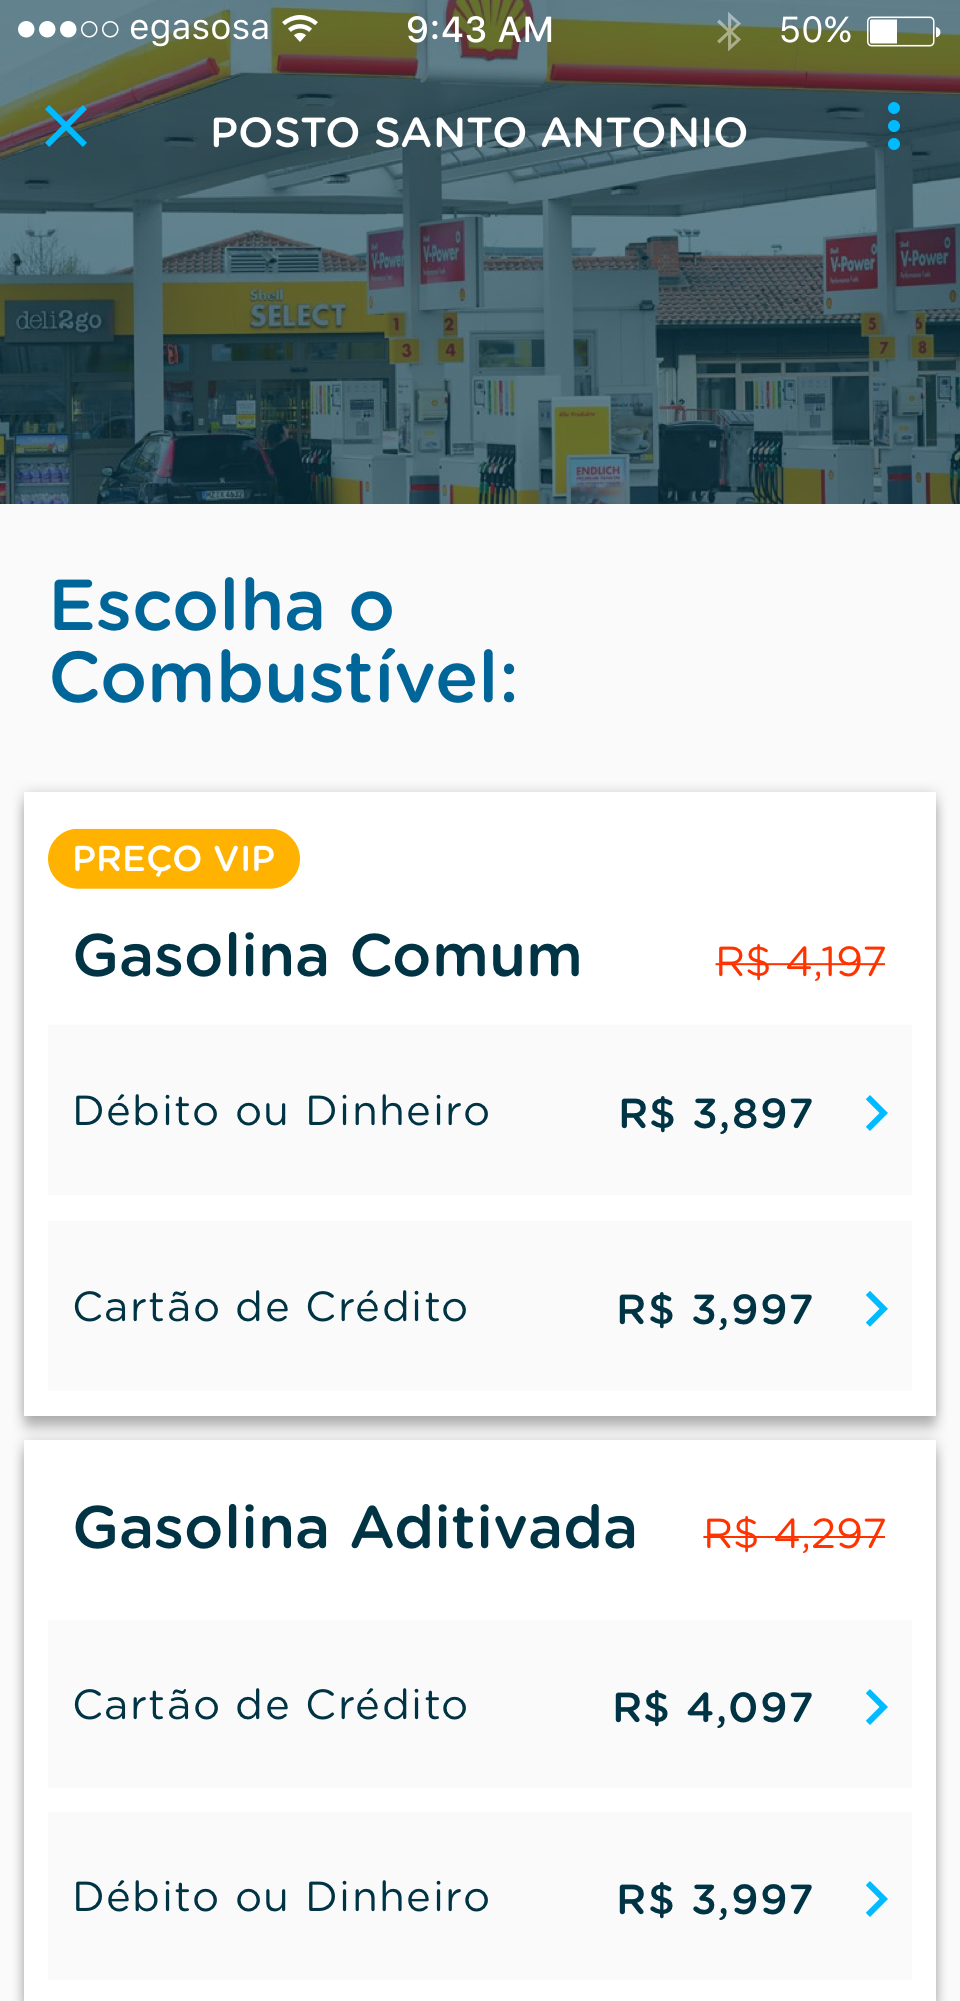 egasosa 9:43 AM 50%
POSTO SANTO ANTONIO
Shell
V-Power
Shell
V-Power
V-Power
V-Power
deli2go
Shell
SELECT
1 2
3 4
5 6
7 8
ENDLICH
Escolha o
Combustível:
PREÇO VIP
Gasolina Comum R$ 4,197
Débito ou Dinheiro R$ 3,897
Cartão de Crédito R$ 3,997
Gasolina Aditivada R$ 4,297
Cartão de Crédito R$ 4,097
Débito ou Dinheiro R$ 3,997